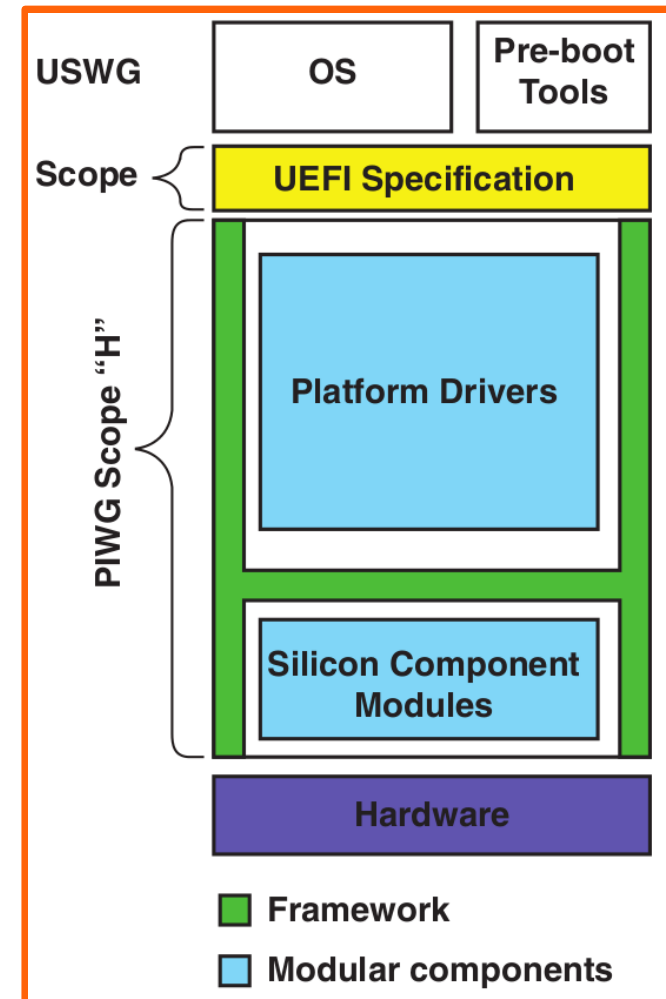 USWG
OS
Pre-boot
Tools
Scope
UEFI Specification
PIWG Scope “H”
Platform Drivers
Silicon Component
Modules
Hardware
Framework
Modular components